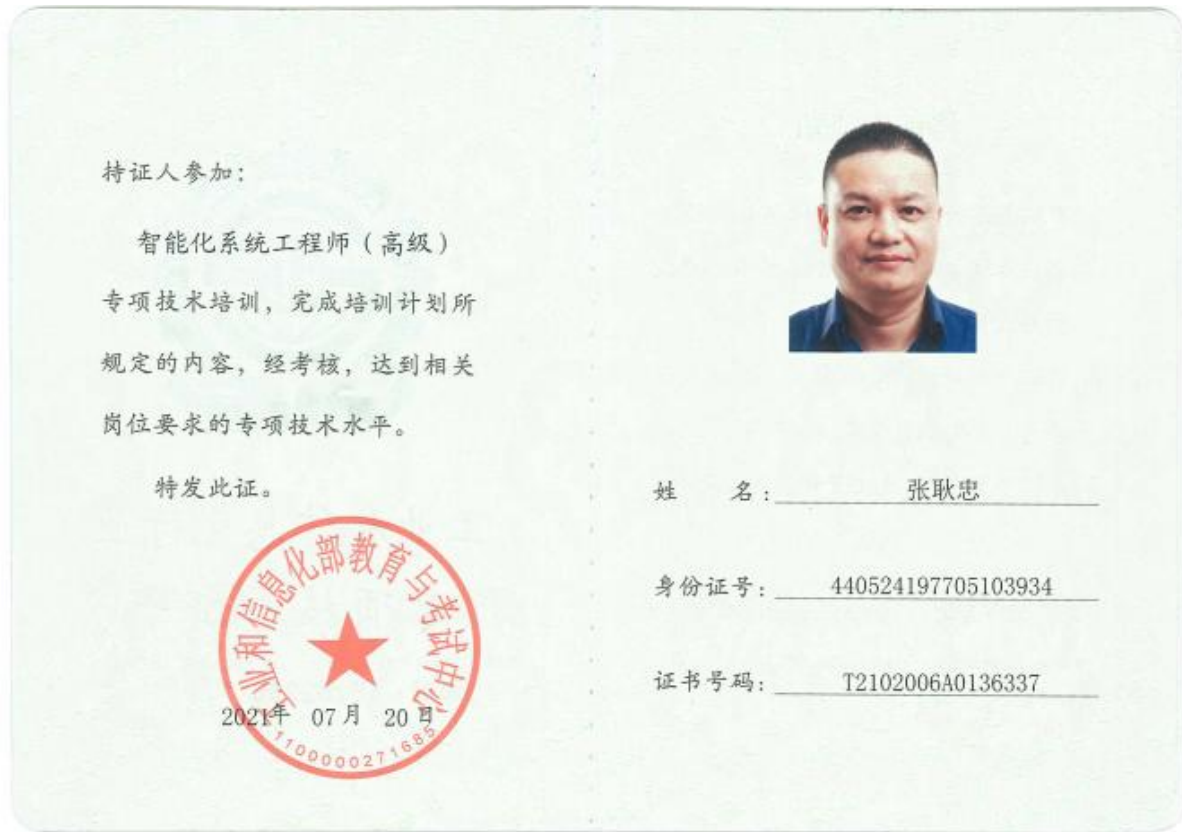 持证人参加：
智能化系统工程师（高级）
专项技术培训，完成培训计划所
规定的内容，经考核，达到相关
岗位要求的专项技术水平。
特发此证。
工业和信息化部教育与考试中心
2021年 07月 20日
1100000271685
姓 名：张耿忠
身份证号：440524197705103934
证书号码：T2102006A0136337